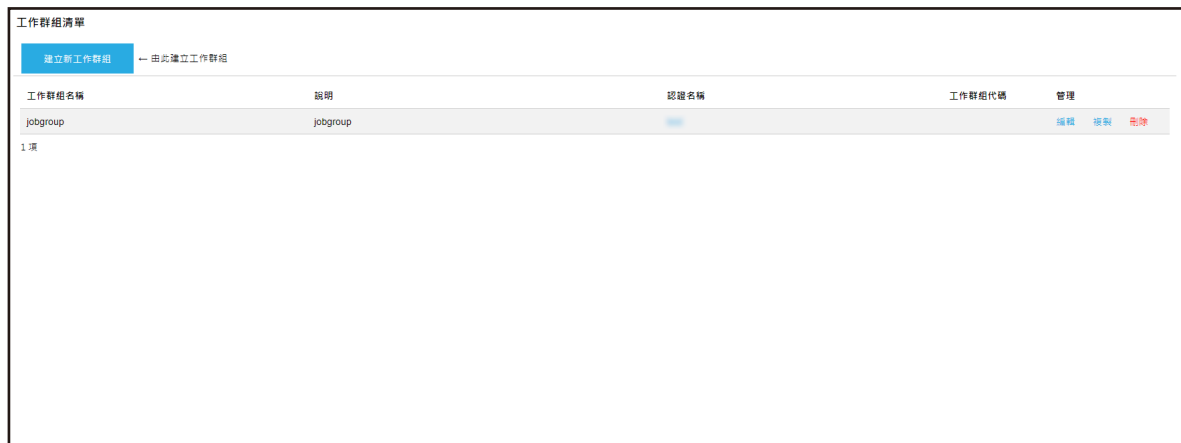 工作群組清單
建立新工作群組 ← 由此建立工作群組
工作群組名稱 說明 認證名稱 工作群組代碼 管理
jobgroup jobgroup 編輯 複製 刪除
1 項